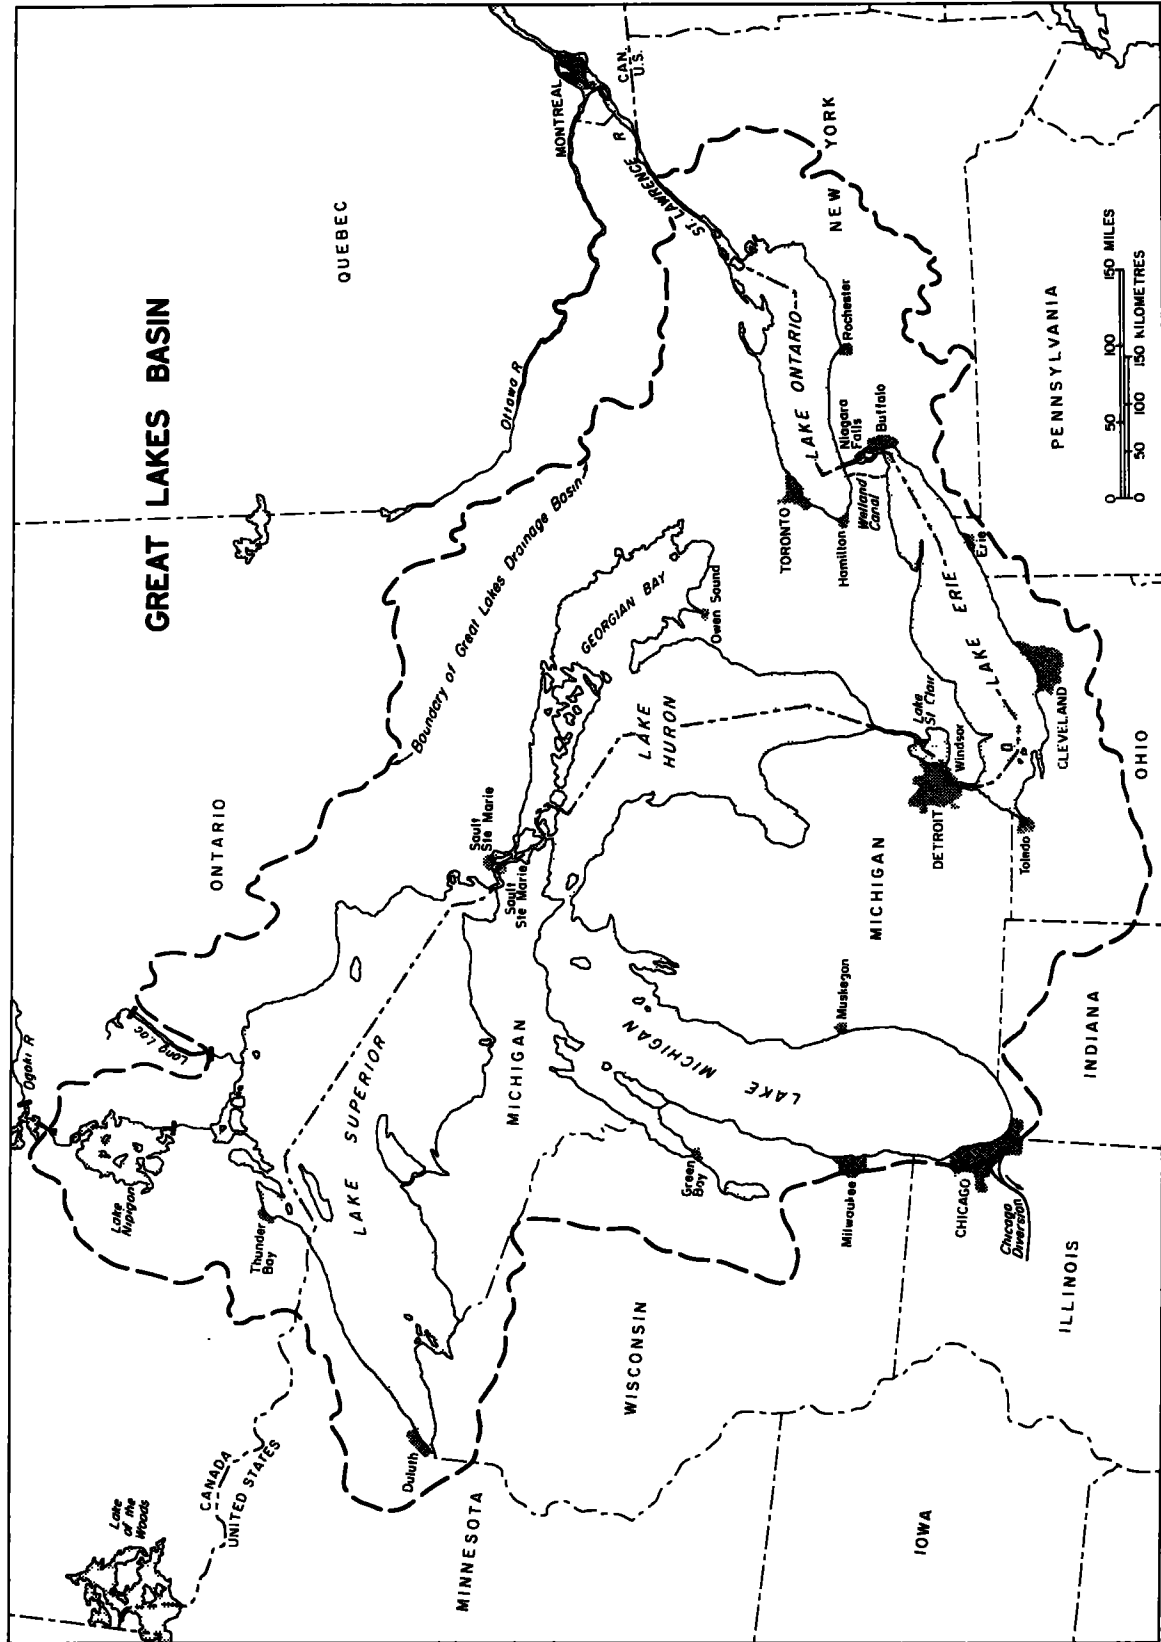 GREAT LAKES BASIN
Lake
of the
Woods
CANADA
UNITED STATES
MINNESOTA
Duluth
Thunder
Bay
Lake
Nipigon
Ogoki R
Long Lac
ONTARIO
QUEBEC
LAKE SUPERIOR
MICHIGAN
Sault
Ste Marie
Sault
Ste Marie
Boundary of Great Lakes Drainage Basin
Ottawa R
MONTREAL
CAN.
U.S.
ST. LAWRENCE
R
GEORGIAN BAY
Owen Sound
LAKE
HURON
LAKE MICHIGAN
Green
Bay
WISCONSIN
Milwaukee
Muskegon
MICHIGAN
TORONTO
Hamilton
LAKE ONTARIO
Rochester
Niagara
Falls
Buffalo
Welland
Canal
NEW YORK
Lake
St Clair
Windsor
DETROIT
LAKE ERIE
Erie
Toledo
CLEVELAND
CHICAGO
Chicago
Diversion
IOWA
ILLINOIS
INDIANA
OHIO
PENNSYLVANIA
0 50 100 150 MILES
0 50 100 150 KILOMETRES